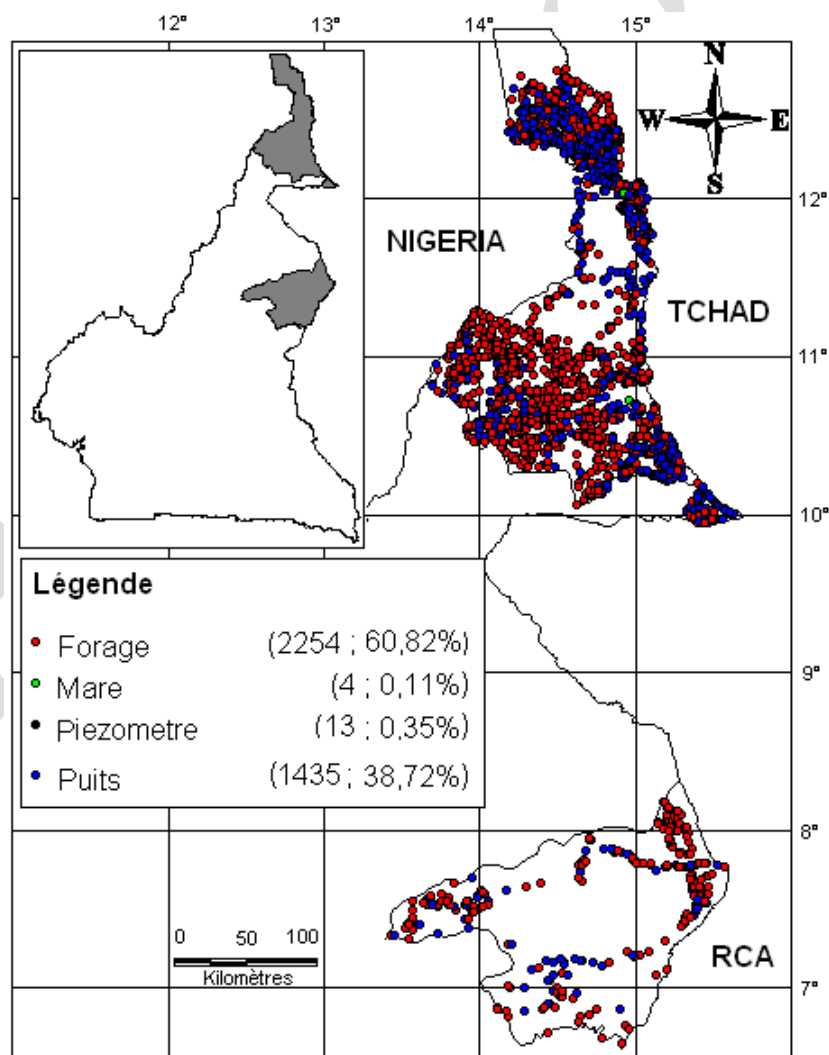 12° 13° 14° 15°
N
W E
S
12°
NIGERIA
TCHAD
11°
10°
Légende
Forage (2254 ; 60,82%)
Mare (4 ; 0,11%)
Piezomètre (13 ; 0,35%)
Puits (1435 ; 38,72%)
9°
8°
0 50 100
Kilomètres
RCA
7°